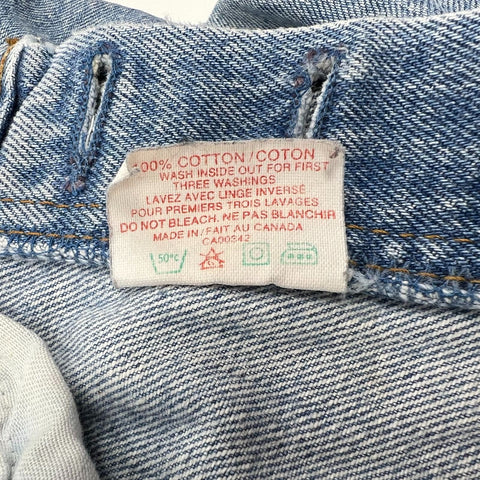 100% COTTON/COTON
WASH INSIDE OUT FOR FIRST
THREE WASHINGS
LAVEZ AVEC LINGE INVERSÉ
POUR PREMIERS TROIS LAVAGES
DO NOT BLEACH. NE PAS BLANCHIR
MADE IN/FAIT AU CANADA
CA00342
50°C